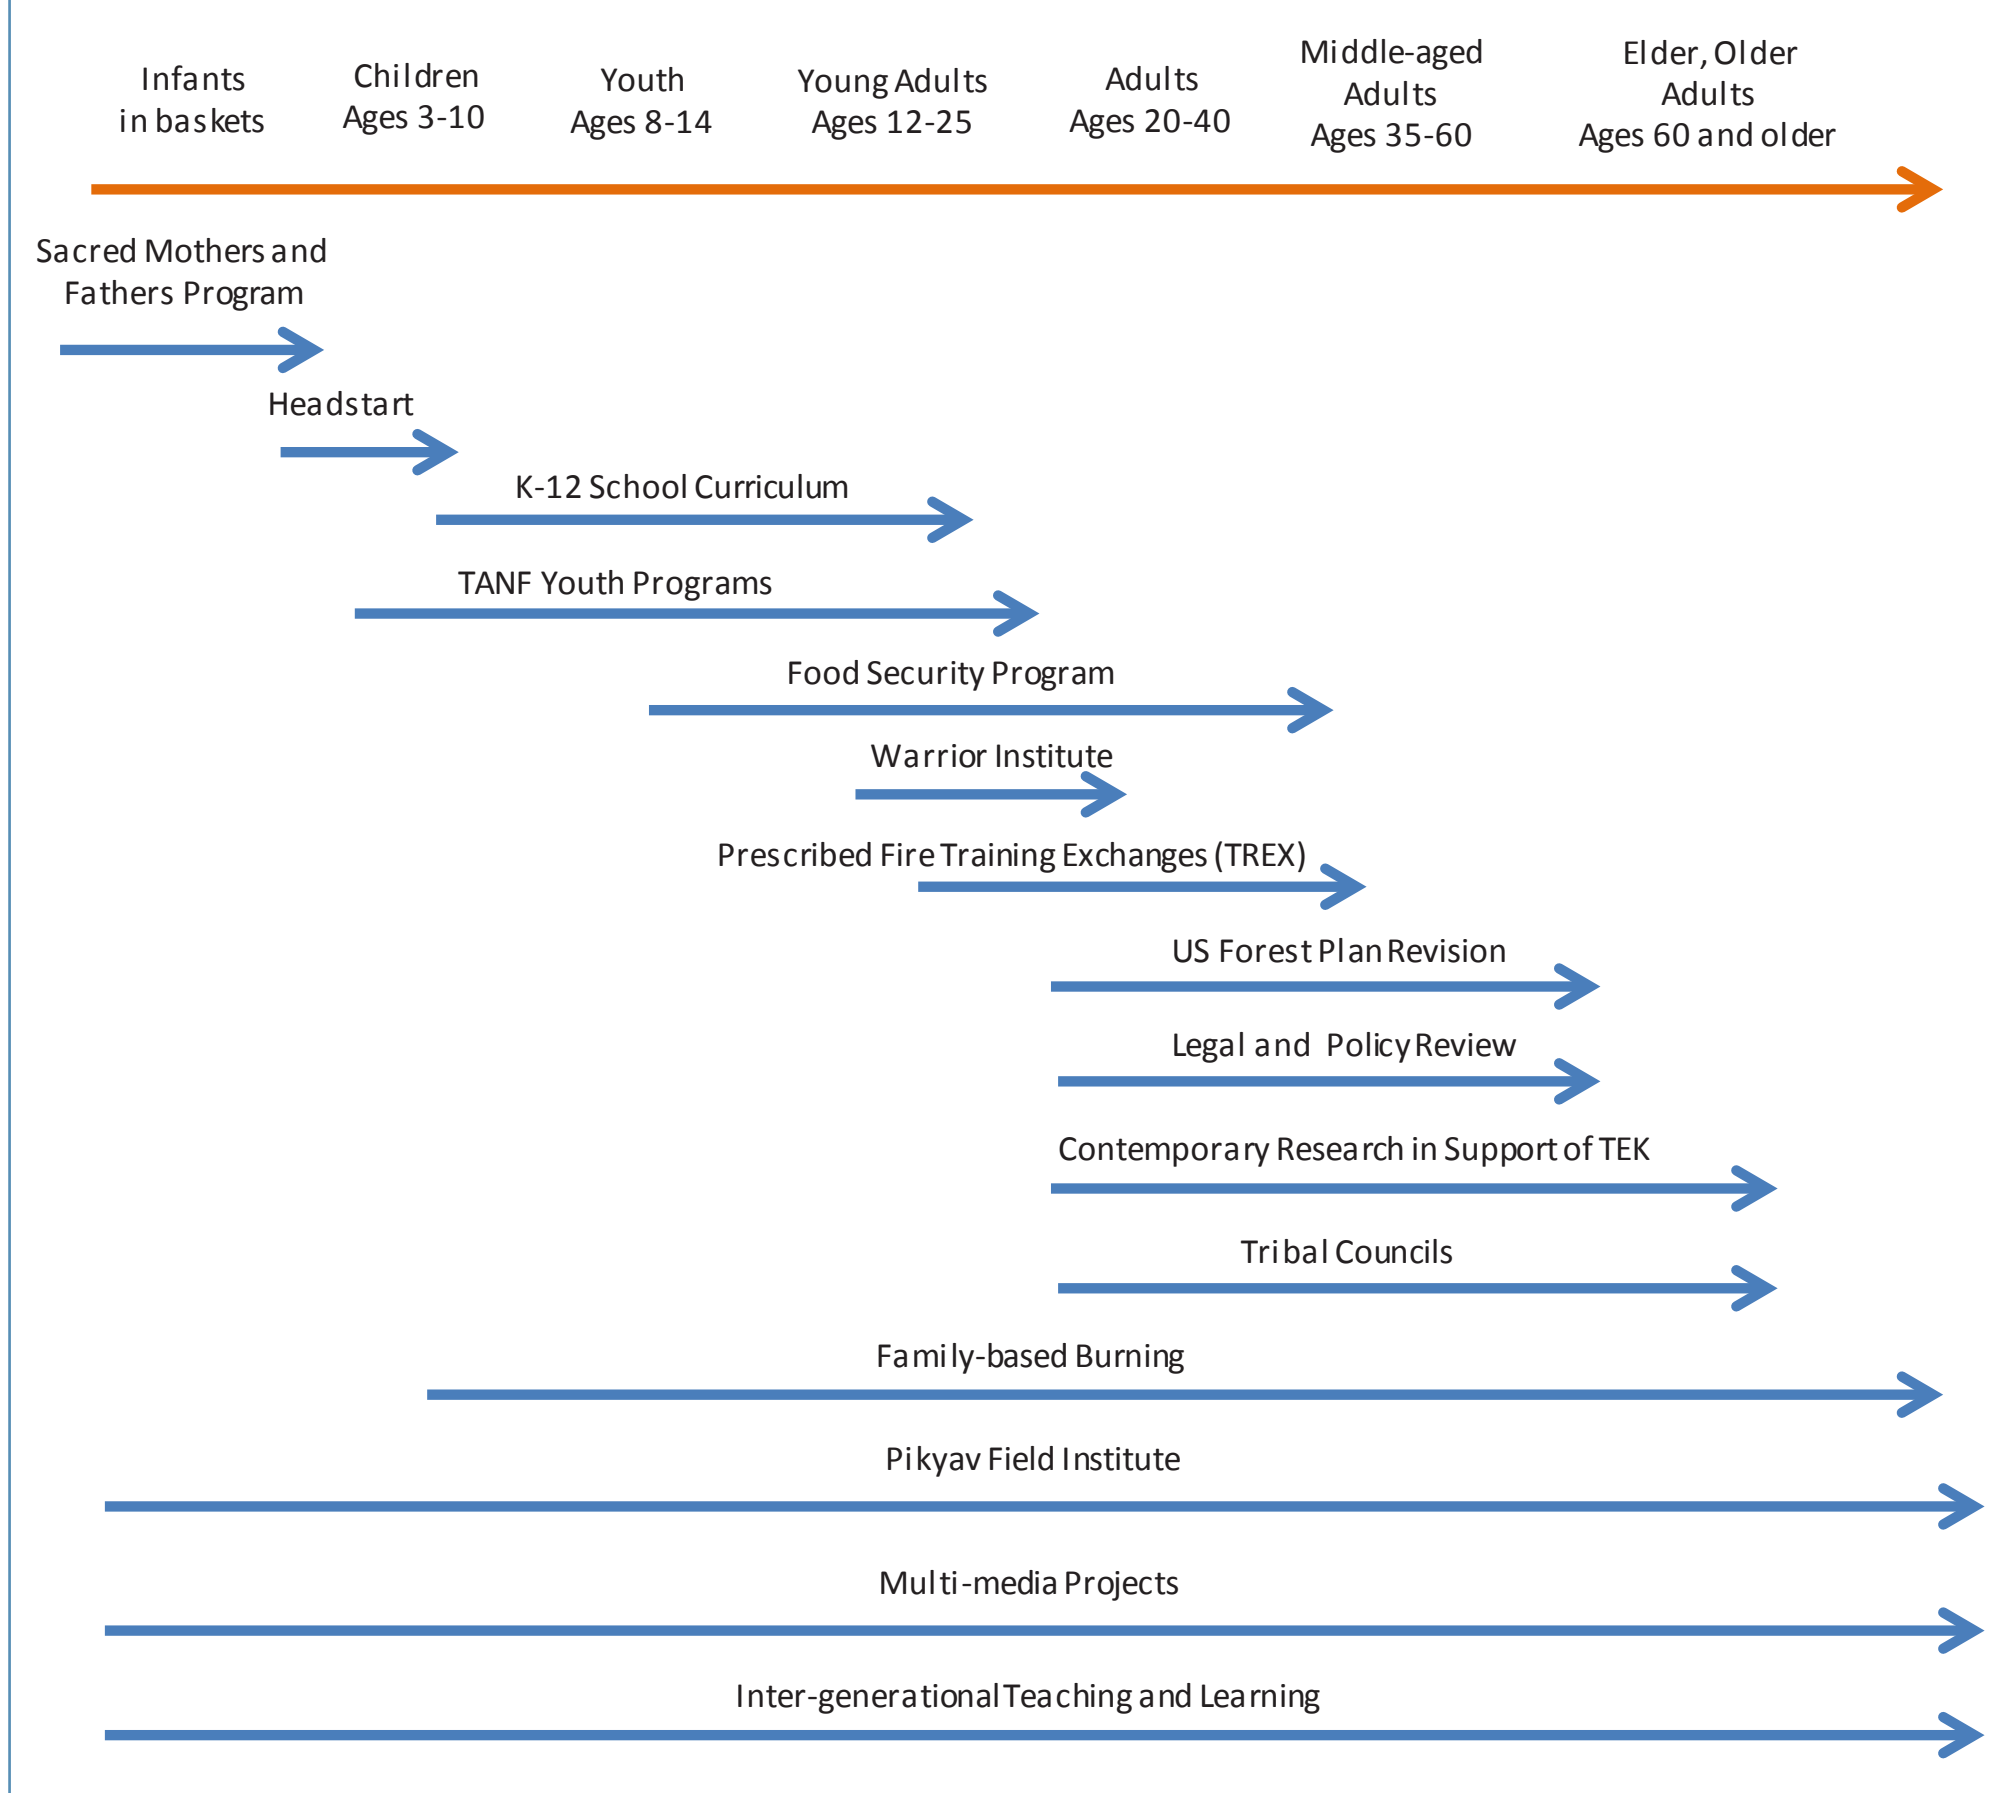 Infants
in baskets
Children
Ages 3-10
Youth
Ages 8-14
Young Adults
Ages 12-25
Adults
Ages 20-40
Middle-aged
Adults
Ages 35-60
Elder, Older
Adults
Ages 60 and older
Sacred Mothers and
Fathers Program
Headstart
K-12 School Curriculum
TANF Youth Programs
Food Security Program
Warrior Institute
Prescribed Fire Training Exchanges (TREX)
US Forest Plan Revision
Legal and Policy Review
Contemporary Research in Support of TEK
Tribal Councils
Family-based Burning
Pikyav Field Institute
Multi-media Projects
Inter-generational Teaching and Learning